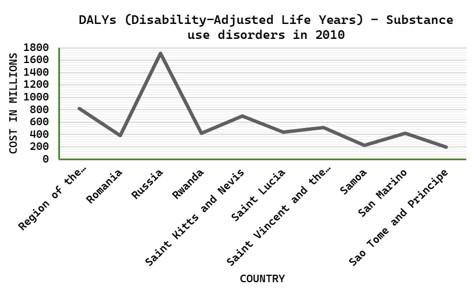 DALYs (Disability-Adjusted Life Years) - Substance
use disorders in 2010
COST IN MILLIONS
1800
1600
1400
1200
1000
800
600
400
200
0
Region of the…
Romania
Russia
Rwanda
Saint Kitts and Nevis
Saint Lucia
Saint Vincent and the…
Samoa
San Marino
Sao Tome and Principe
COUNTRY